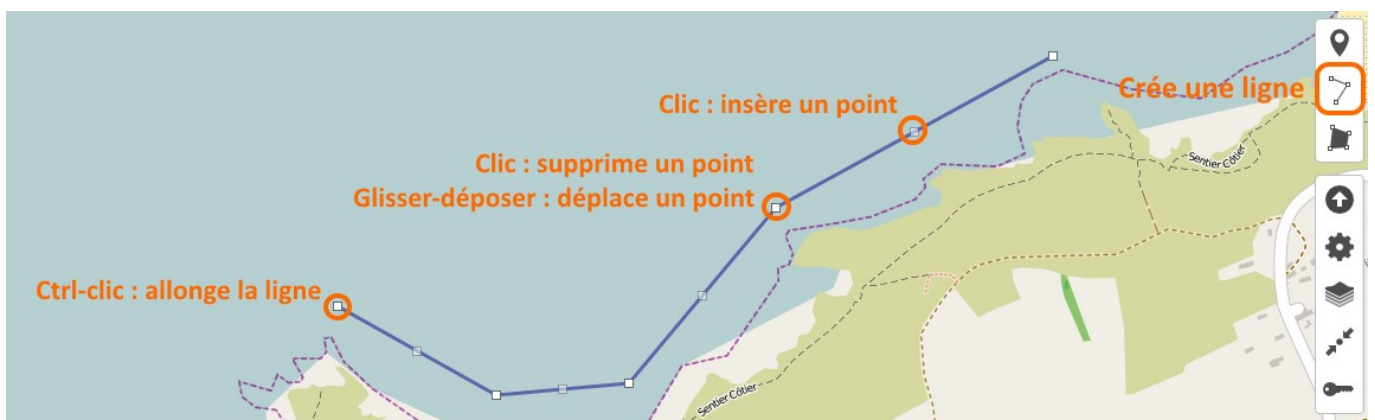 Crée une ligne
Clic : insère un point
Clic : supprime un point
Glisser-déposer : déplace un point
Ctrl-clic : allonge la ligne
Sentier Côtier
Sentier Côtier